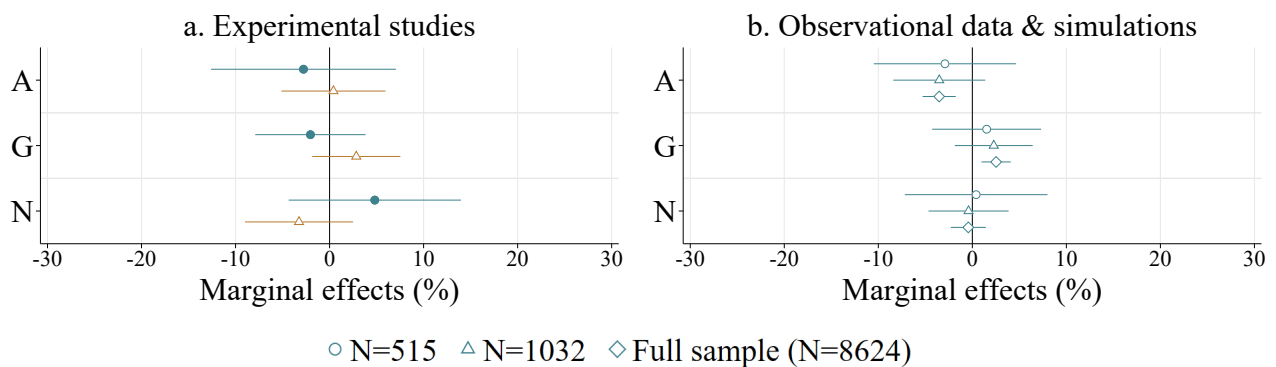 a. Experimental studies
A
G
N
-30 -20 -10 0 10 20 30
Marginal effects (%)
b. Observational data & simulations
A
G
N
-30 -20 -10 0 10 20 30
Marginal effects (%)
N=515 N=1032 Full sample (N=8624)